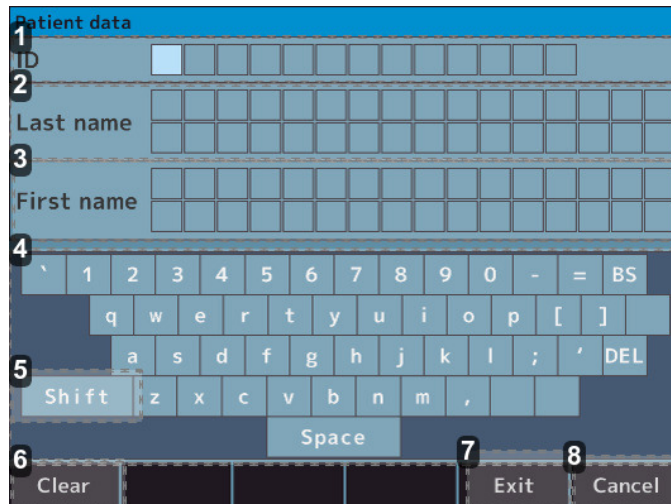 Patient data
1
ID
2
Last name
3
First name
4
` 1 2 3 4 5 6 7 8 9 0 - = BS
q w e r t y u i o p [ ]
a s d f g h j k l ; ' DEL
5
Shift z x c v b n m ,
Space
6 7 8
Clear Exit Cancel